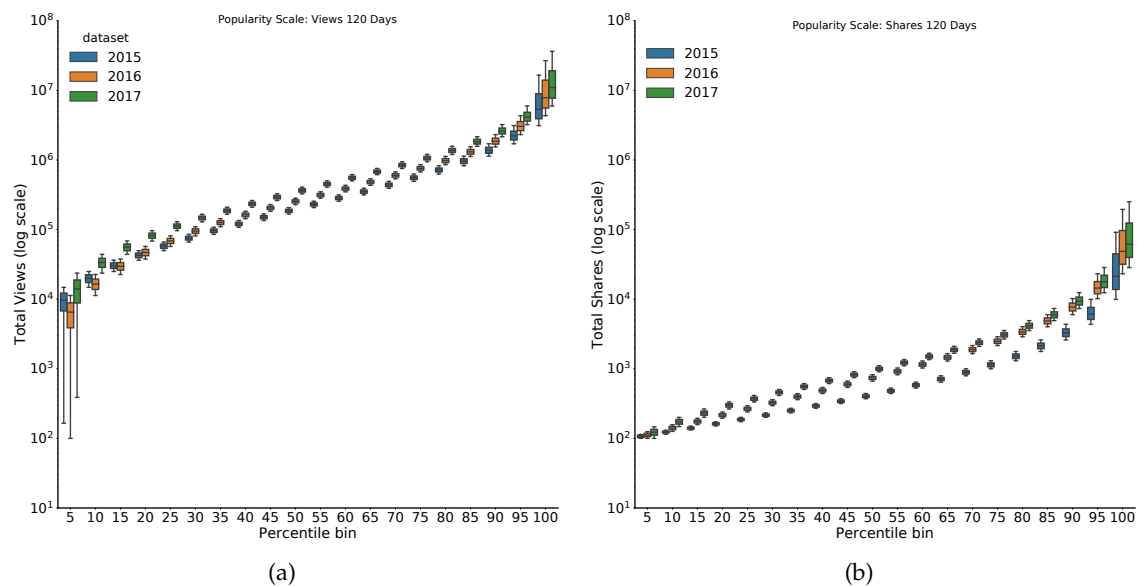 Popularity Scale: Views 120 Days
dataset
2015
2016
2017
Total Views (log scale)
10^8
10^7
10^6
10^5
10^4
10^3
10^2
10^1
5 10 15 20 25 30 35 40 45 50 55 60 65 70 75 80 85 90 95 100
Percentile bin
(a)
Popularity Scale: Shares 120 Days
2015
2016
2017
Total Shares (log scale)
10^8
10^7
10^6
10^5
10^4
10^3
10^2
10^1
5 10 15 20 25 30 35 40 45 50 55 60 65 70 75 80 85 90 95 100
Percentile bin
(b)